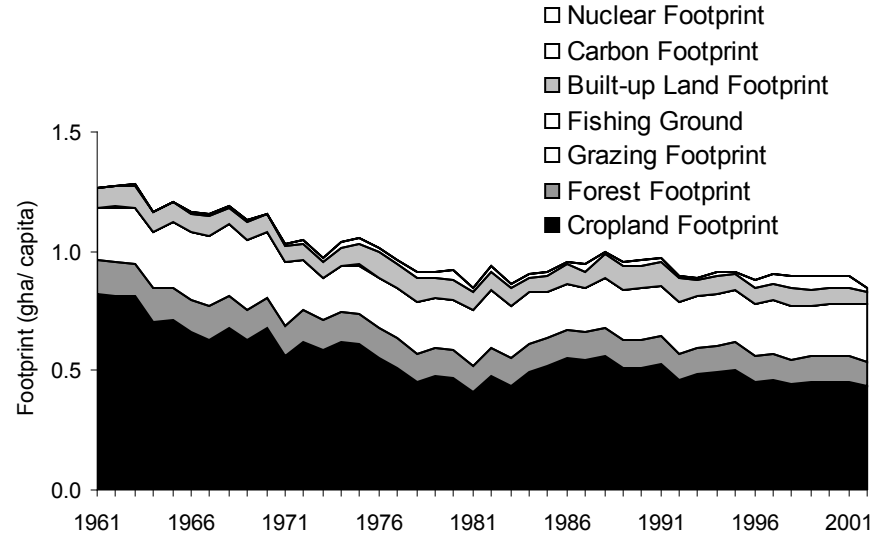 Nuclear Footprint
Carbon Footprint
Built-up Land Footprint
Fishing Ground
Grazing Footprint
Forest Footprint
Cropland Footprint
Footprint (gha/ capita)
1.5
1.0
0.5
0.0
1961 1966 1971 1976 1981 1986 1991 1996 2001